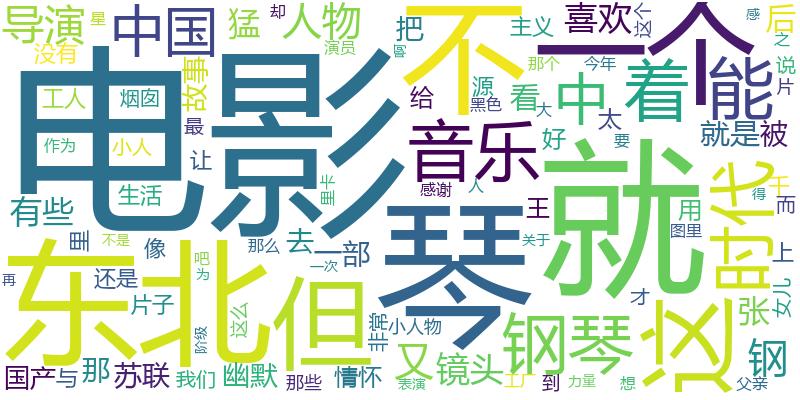 导演
中国
却
星
猛
人物
不
一个
主义
喜欢
这个
后
感
之
没有
电影
故事
演员
唱
那个
今年
能
说
片
工人
烟囱
把
给
源
看
中
着
黑色
大
最
音乐
好
太
就是
被
作为
小人
让
要
生活
里卡
感谢
人
就
时代
干
得
有些
里
琴
王
用
而
东北
像
那么
去
一部
关于
图里
上
不是
吧
为
但
再
还是
一次
才
女儿
片子
这么
非常
小人物
钢琴
这
张
阶级
又
镜头
钢
国产
与
那
苏联
我们
幽默
那些
情怀
表演
工厂
到
力量
想
父亲